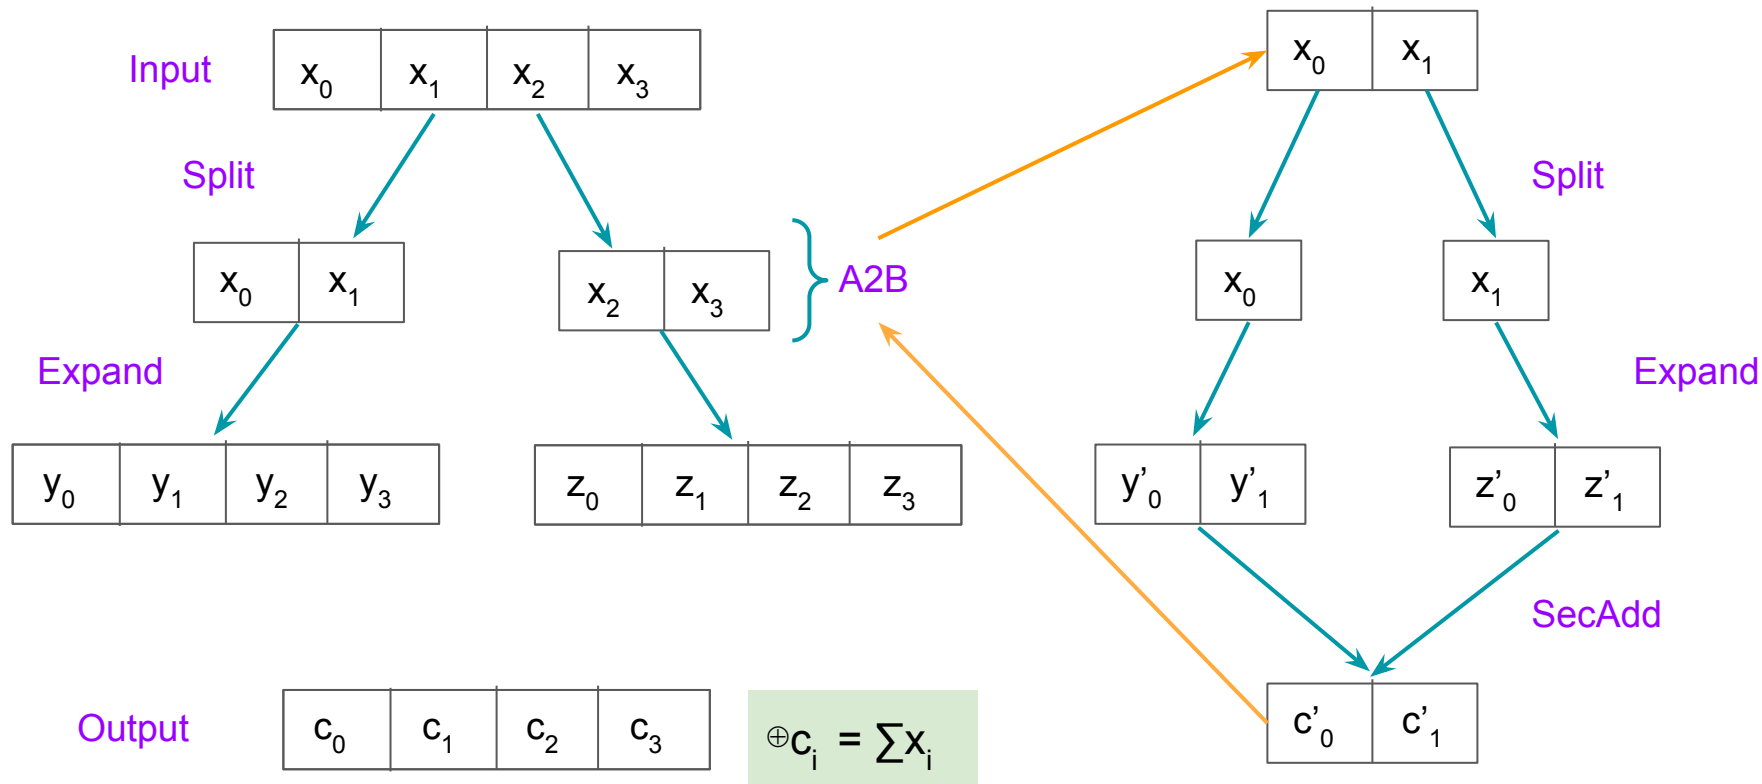 Input
x₀ x₁ x₂ x₃
Split
x₀ x₁
x₂ x₃
A2B
Expand
y₀ y₁ y₂ y₃
z₀ z₁ z₂ z₃
Output
c₀ c₁ c₂ c₃
⊕cᵢ = ∑xᵢ
x₀ x₁
Split
x₀
x₁
Expand
y’₀ y’₁
z’₀ z’₁
SecAdd
c’₀ c’₁